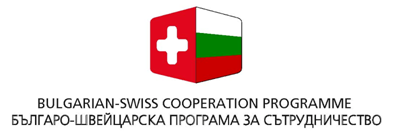 BULGARIAN-SWISS COOPERATION PROGRAMME
БЪЛГАРО-ШВЕЙЦАРСКА ПРОГРАМА ЗА СЪТРУДНИЧЕСТВО